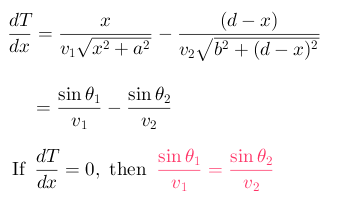 dT/dx = x/(v₁√(x² + a²)) − (d − x)/(v₂√(b² + (d − x)²))
= sin θ₁/v₁ − sin θ₂/v₂
If dT/dx = 0, then sin θ₁/v₁ = sin θ₂/v₂